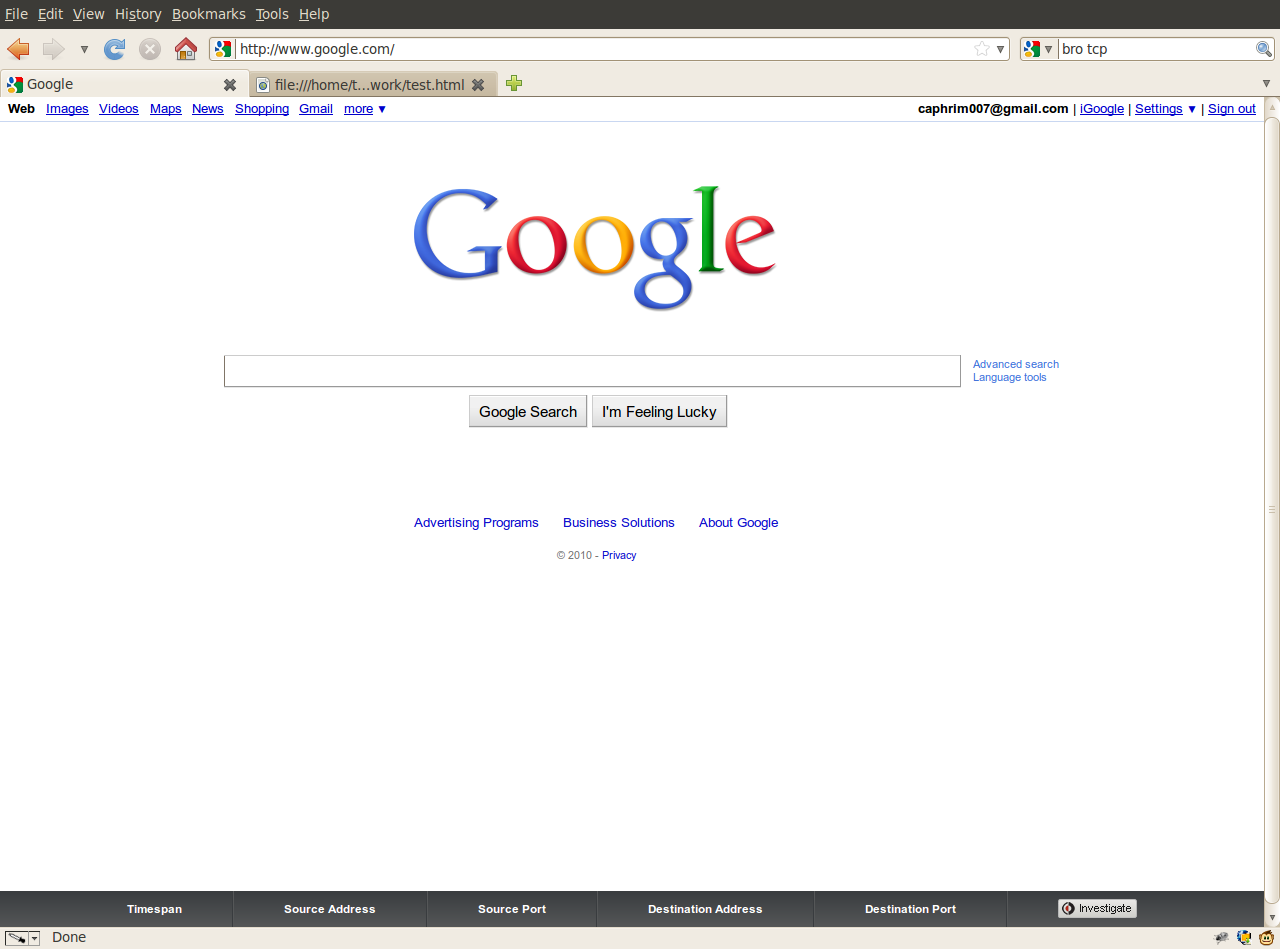 File Edit View History Bookmarks Tools Help
http://www.google.com/ bro tcp
Google file:///home/t...work/test.html
Web Images Videos Maps News Shopping Gmail more ▼ caphrim007@gmail.com | iGoogle | Settings ▼ | Sign out
Google
Advanced search
Language tools
Google Search I'm Feeling Lucky
Advertising Programs Business Solutions About Google
© 2010 - Privacy
Timespan Source Address Source Port Destination Address Destination Port Investigate
Done